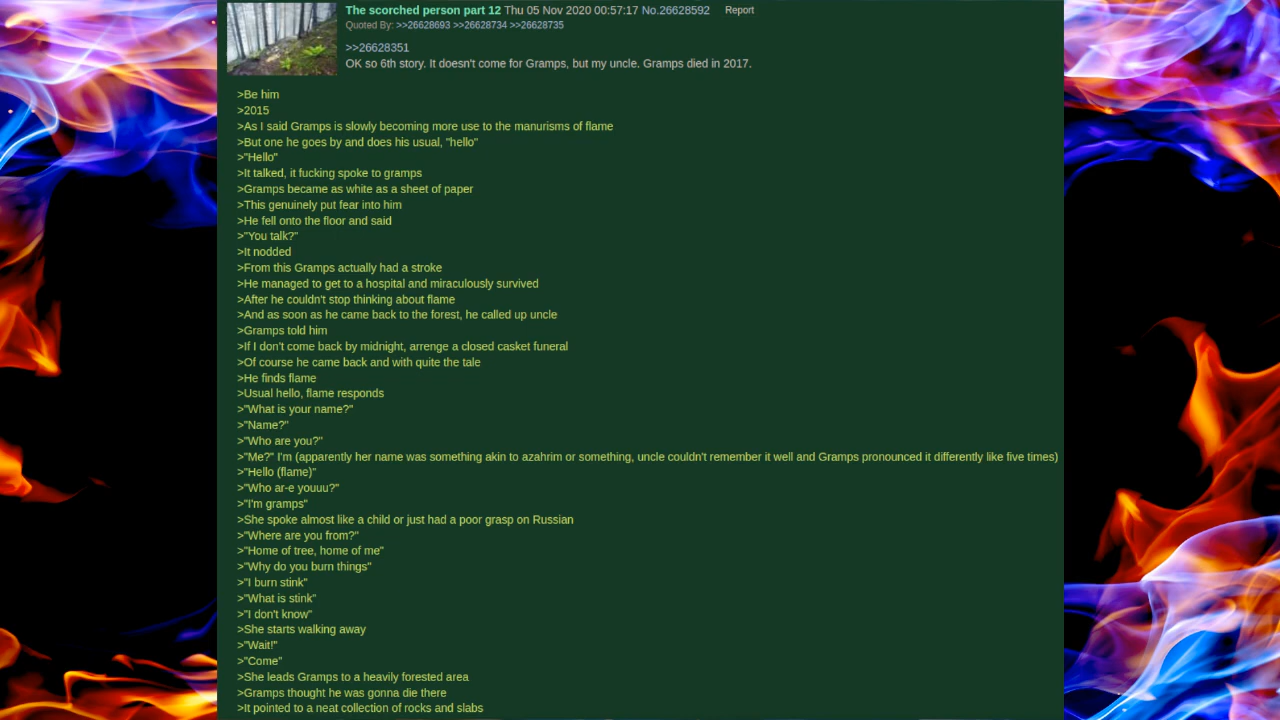 The scorched person part 12 Thu 05 Nov 2020 00:57:17 No.26628592 Report
Quoted By: >>26628693 >>26628734 >>26628735
>>26628351
OK so 6th story. It doesn't come for Gramps, but my uncle. Gramps died in 2017.
>Be him
>2015
>As I said Gramps is slowly becoming more use to the manurisms of flame
>But one he goes by and does his usual, "hello"
>"Hello"
>It talked, it fucking spoke to gramps
>Gramps became as white as a sheet of paper
>This genuinely put fear into him
>He fell onto the floor and said
>"You talk?"
>It nodded
>From this Gramps actually had a stroke
>He managed to get to a hospital and miraculously survived
>After he couldn't stop thinking about flame
>And as soon as he came back to the forest, he called up uncle
>Gramps told him
>If I don't come back by midnight, arrenge a closed casket funeral
>Of course he came back and with quite the tale
>He finds flame
>Usual hello, flame responds
>"What is your name?"
>"Name?"
>"Who are you?"
>"Me?" I'm (apparently her name was something akin to azahrim or something, uncle couldn't remember it well and Gramps pronounced it differently like five times)
>"Hello (flame)"
>"Who ar-e youuu?"
>"I'm gramps"
>She spoke almost like a child or just had a poor grasp on Russian
>"Where are you from?"
>"Home of tree, home of me"
>"Why do you burn things"
>"I burn stink"
>"What is stink"
>"I don't know"
>She starts walking away
>"Wait!"
>"Come"
>She leads Gramps to a heavily forested area
>Gramps thought he was gonna die there
>It pointed to a neat collection of rocks and slabs